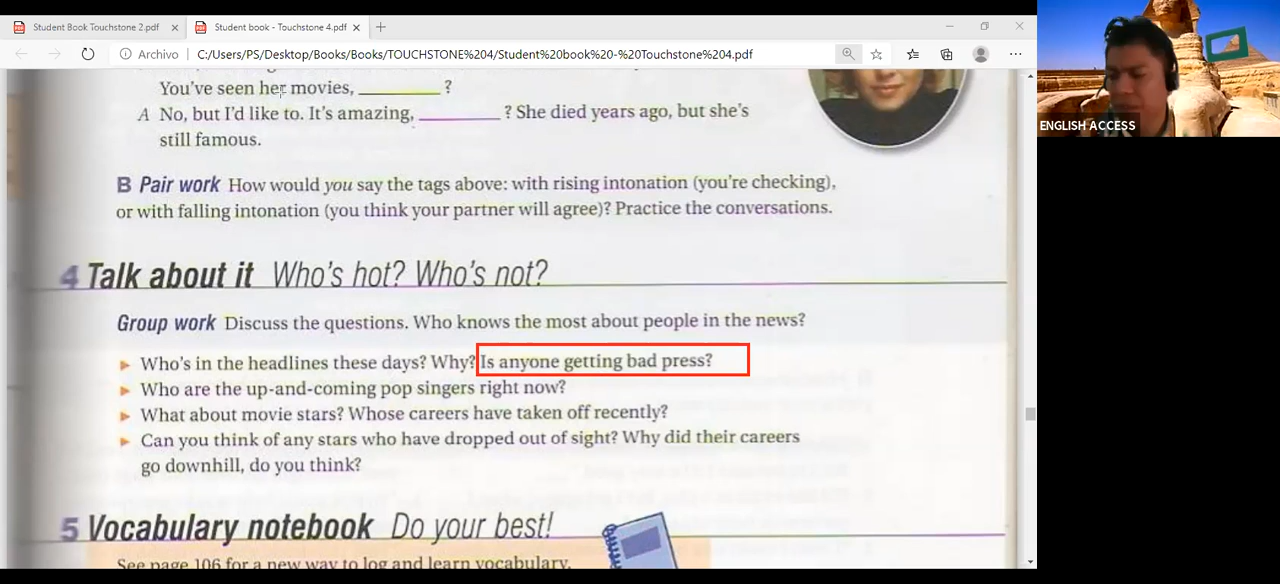 Student Book Touchstone 2.pdf
Student book - Touchstone 4.pdf
Archivo
C:/Users/PS/Desktop/Books/Books/TOUCHSTONE%204/Student%20book%20-%20Touchstone%204.pdf
ENGLISH ACCESS
You've seen her movies, ________ ?
A No, but I'd like to. It's amazing, ________ ? She died years ago, but she's
still famous.
B Pair work How would you say the tags above: with rising intonation (you're checking),
or with falling intonation (you think your partner will agree)? Practice the conversations.
4 Talk about it Who's hot? Who's not?
Group work Discuss the questions. Who knows the most about people in the news?
Who's in the headlines these days? Why? Is anyone getting bad press?
Who are the up-and-coming pop singers right now?
What about movie stars? Whose careers have taken off recently?
Can you think of any stars who have dropped out of sight? Why did their careers
go downhill, do you think?
5 Vocabulary notebook Do your best!
See page 106 for a new way to log and learn vocabulary.